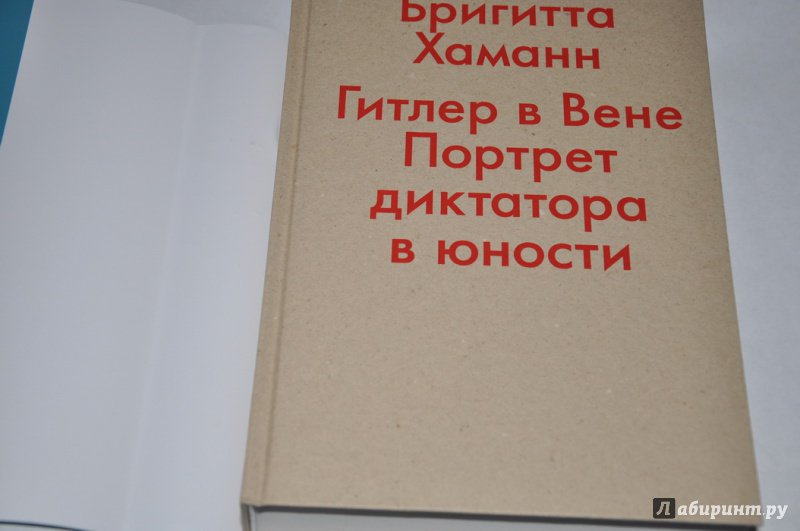 Бригитта
Хаманн
Гитлер в Вене
Портрет
диктатора
в юности
Лабиринт.ру